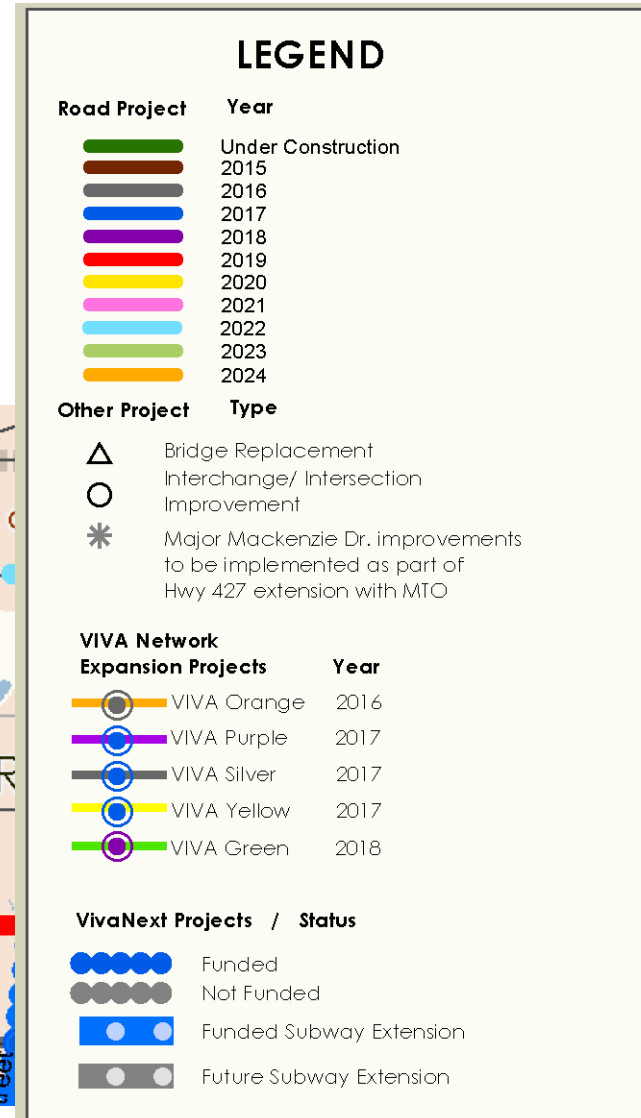 LEGEND
Road Project Year
Under Construction
2015
2016
2017
2018
2019
2020
2021
2022
2023
2024
Other Project Type
Bridge Replacement
Interchange/ Intersection
Improvement
Major Mackenzie Dr. improvements
to be implemented as part of
Hwy 427 extension with MTO
VIVA Network
Expansion Projects Year
VIVA Orange 2016
VIVA Purple 2017
VIVA Silver 2017
VIVA Yellow 2017
VIVA Green 2018
VivaNext Projects / Status
Funded
Not Funded
Funded Subway Extension
Future Subway Extension